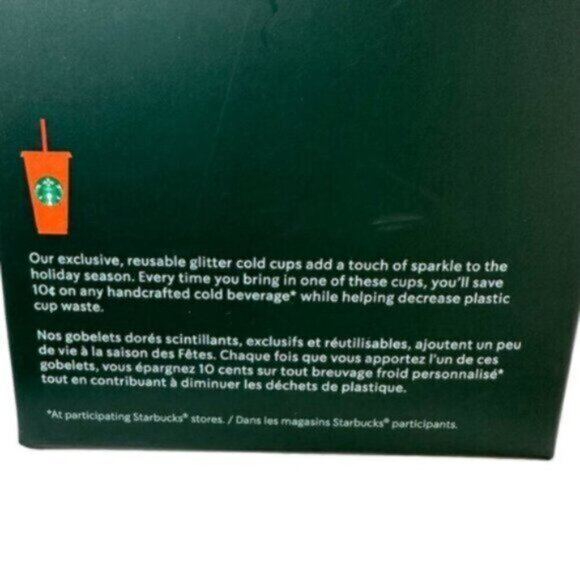 Our exclusive, reusable glitter cold cups add a touch of sparkle to the
holiday season. Every time you bring in one of these cups, you'll save
10¢ on any handcrafted cold beverage* while helping decrease plastic
cup waste.
Nos gobelets dorés scintillants, exclusifs et réutilisables, ajoutent un peu
de vie à la saison des Fêtes. Chaque fois que vous apportez l'un de ces
gobelets, vous épargnez 10 cents sur tout breuvage froid personnalisé*
tout en contribuant à diminuer les déchets de plastique.
*At participating Starbucks® stores. / Dans les magasins Starbucks® participants.